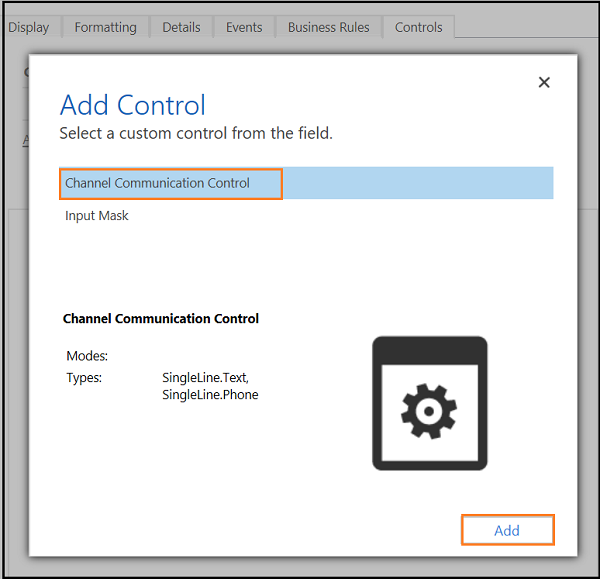 Display
Formatting
Details
Events
Business Rules
Controls
Add Control
Select a custom control from the field.
Channel Communication Control
Input Mask
Channel Communication Control
Modes:
Types: SingleLine.Text,
SingleLine.Phone
Add